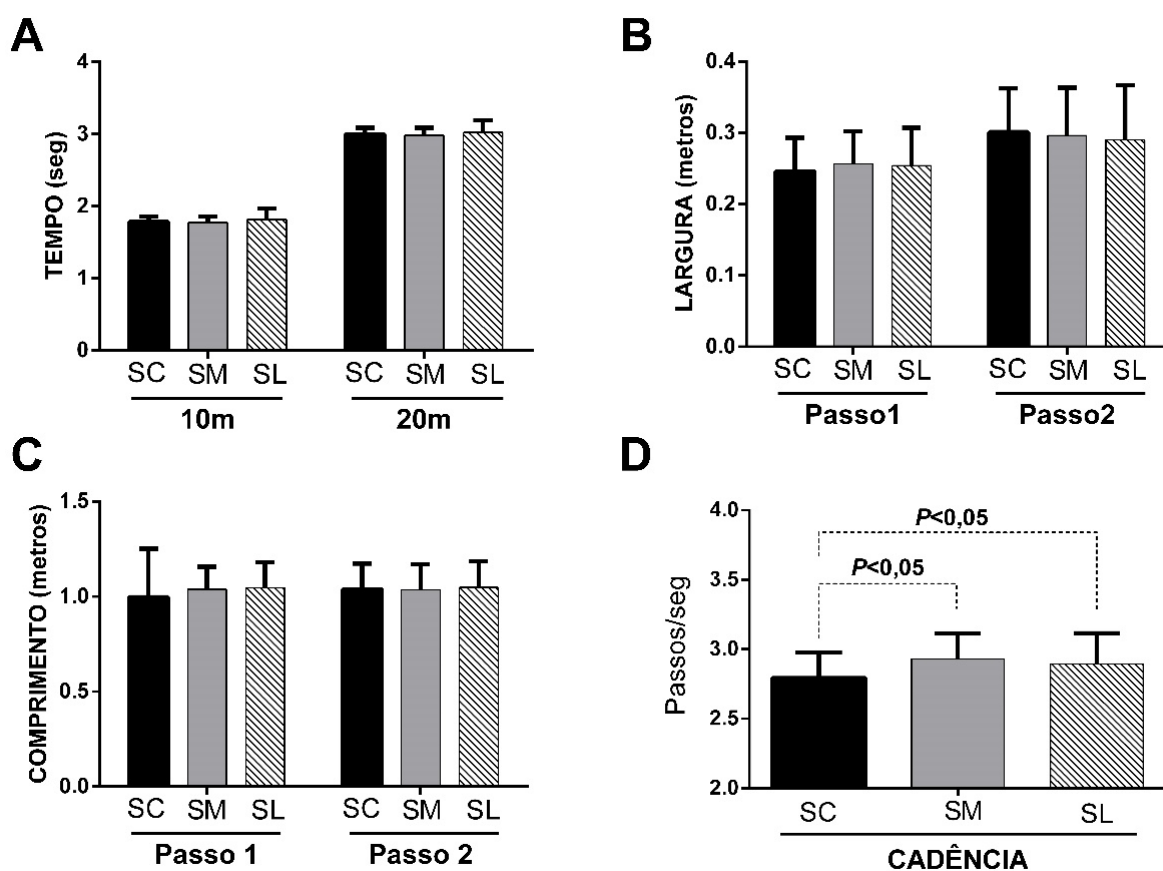 A
TEMPO (seg)
4
3
2
1
0
SC SM SL SC SM SL
10m 20m
B
LARGURA (metros)
0.4
0.3
0.2
0.1
0.0
SC SM SL SC SM SL
Passo1 Passo2
C
COMPRIMENTO (metros)
1.5
1.0
0.5
0.0
SC SM SL SC SM SL
Passo 1 Passo 2
D
Passos/seg
4.0
3.5
3.0
2.5
2.0
P<0,05
P<0,05
SC SM SL
CADÊNCIA